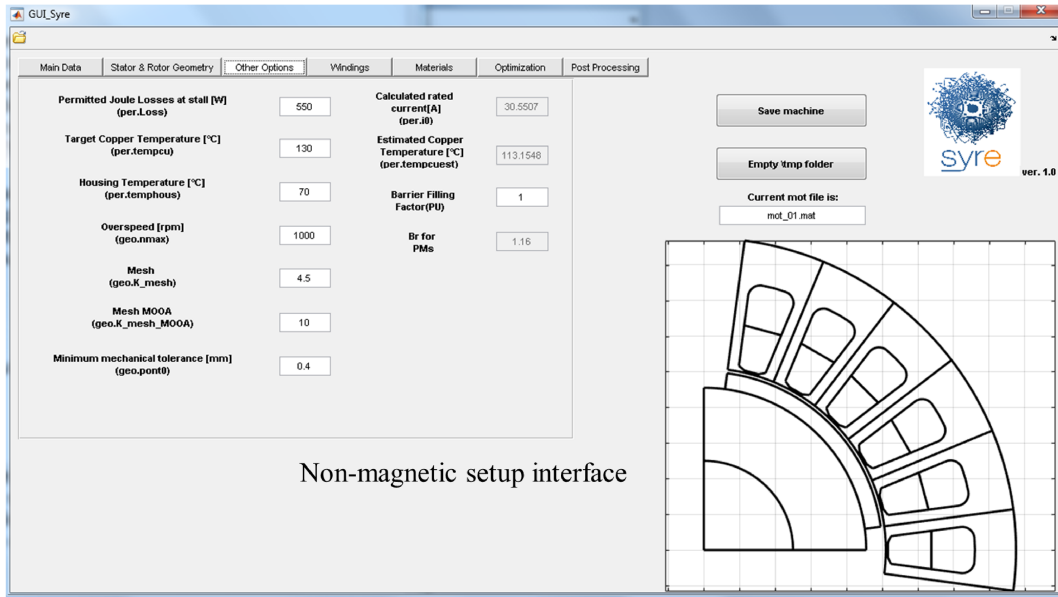 GUI_Syre
Main Data
Stator & Rotor Geometry
Other Options
Windings
Materials
Optimization
Post Processing
Permitted Joule Losses at stall [W]
(per.Loss)
550
Target Copper Temperature [°C]
(per.tempcu)
130
Housing Temperature [°C]
(per.temphous)
70
Overspeed [rpm]
(geo.nmax)
1000
Mesh
(geo.K_mesh)
4.5
Mesh MOOA
(geo.K_mesh_MOOA)
10
Minimum mechanical tolerance [mm]
(geo.pont0)
0.4
Calculated rated
current[A]
(per.i0)
30.5507
Estimated Copper
Temperature [°C]
(per.tempcuest)
113.1548
Barrier Filling
Factor(PU)
1
Br for
PMs
1.16
Save machine
Empty \tmp folder
Current mot file is:
mot_01.mat
syre
ver. 1.0
Non-magnetic setup interface